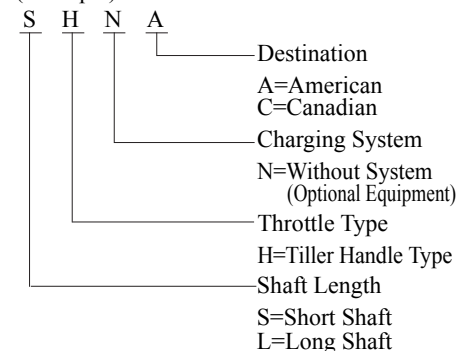 S H N A
Destination
A=American
C=Canadian
Charging System
N=Without System
(Optional Equipment)
Throttle Type
H=Tiller Handle Type
Shaft Length
S=Short Shaft
L=Long Shaft